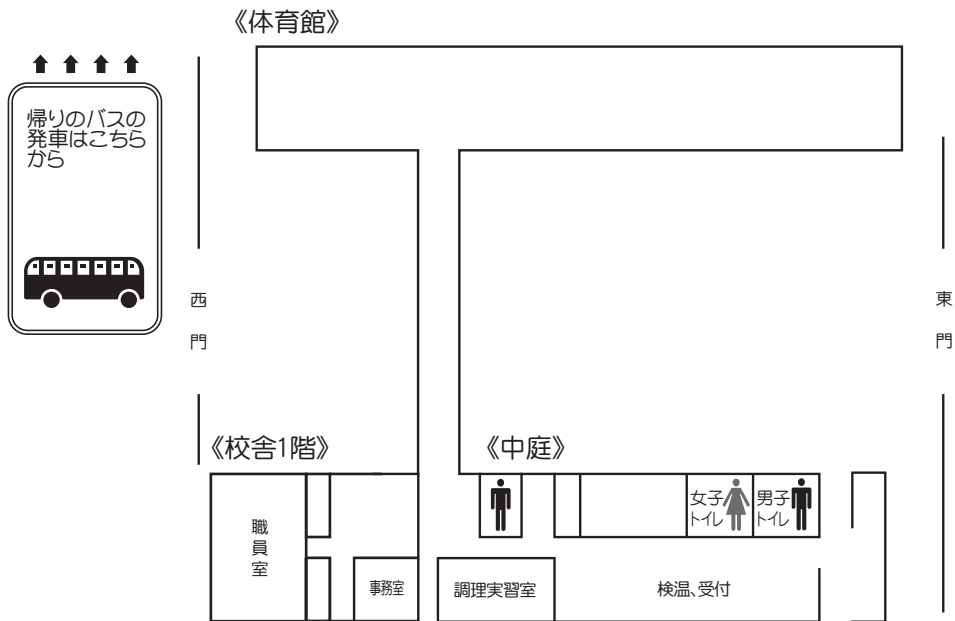 《体育館》
帰りのバスの
発車はこちら
から
西門
東門
《校舎1階》
《中庭》
職員室
事務室
調理実習室
女子
トイレ
男子
トイレ
検温、受付